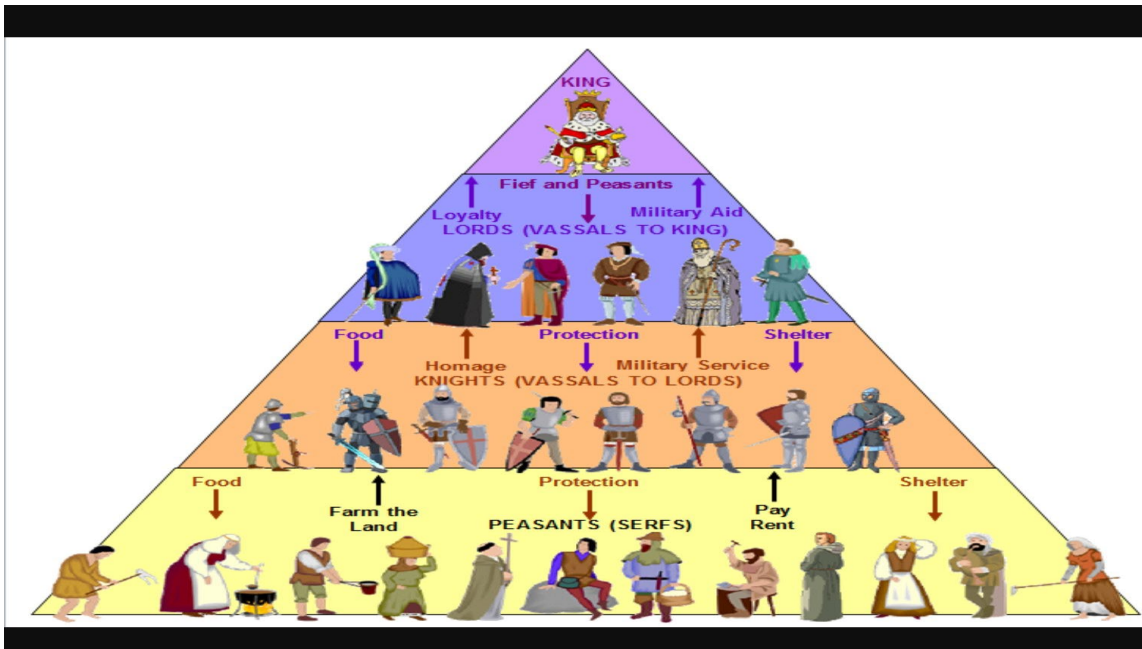 KING
Fief and Peasants
Loyalty
Military Aid
LORDS (VASSALS TO KING)
Food
Protection
Shelter
Homage
Military Service
KNIGHTS (VASSALS TO LORDS)
Food
Protection
Shelter
Farm the
Land
Pay
Rent
PEASANTS (SERFS)